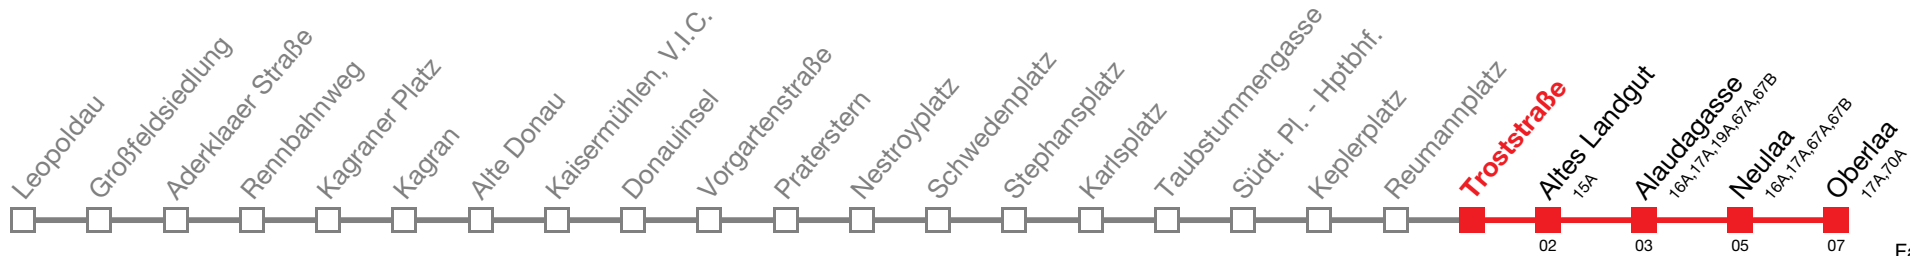 Leopoldau
Großfeldsiedlung
Aderklaaer Straße
Rennbahnweg
Kagraner Platz
Kagran
Alte Donau
Kaisermühlen, V.I.C.
Donauinsel
Vorgartenstraße
Praterstern
Nestroyplatz
Schwedenplatz
Stephansplatz
Karlsplatz
Taubstummengasse
Südt. Pl. - Hptbhf.
Keplerplatz
Reumannplatz
Troststraße
Altes Landgut
15A
Alaudagasse
16A,17A,19A,67A,67B
Neulaa
16A,17A,67A,67B
Oberlaa
17A,70A
02
03
05
07